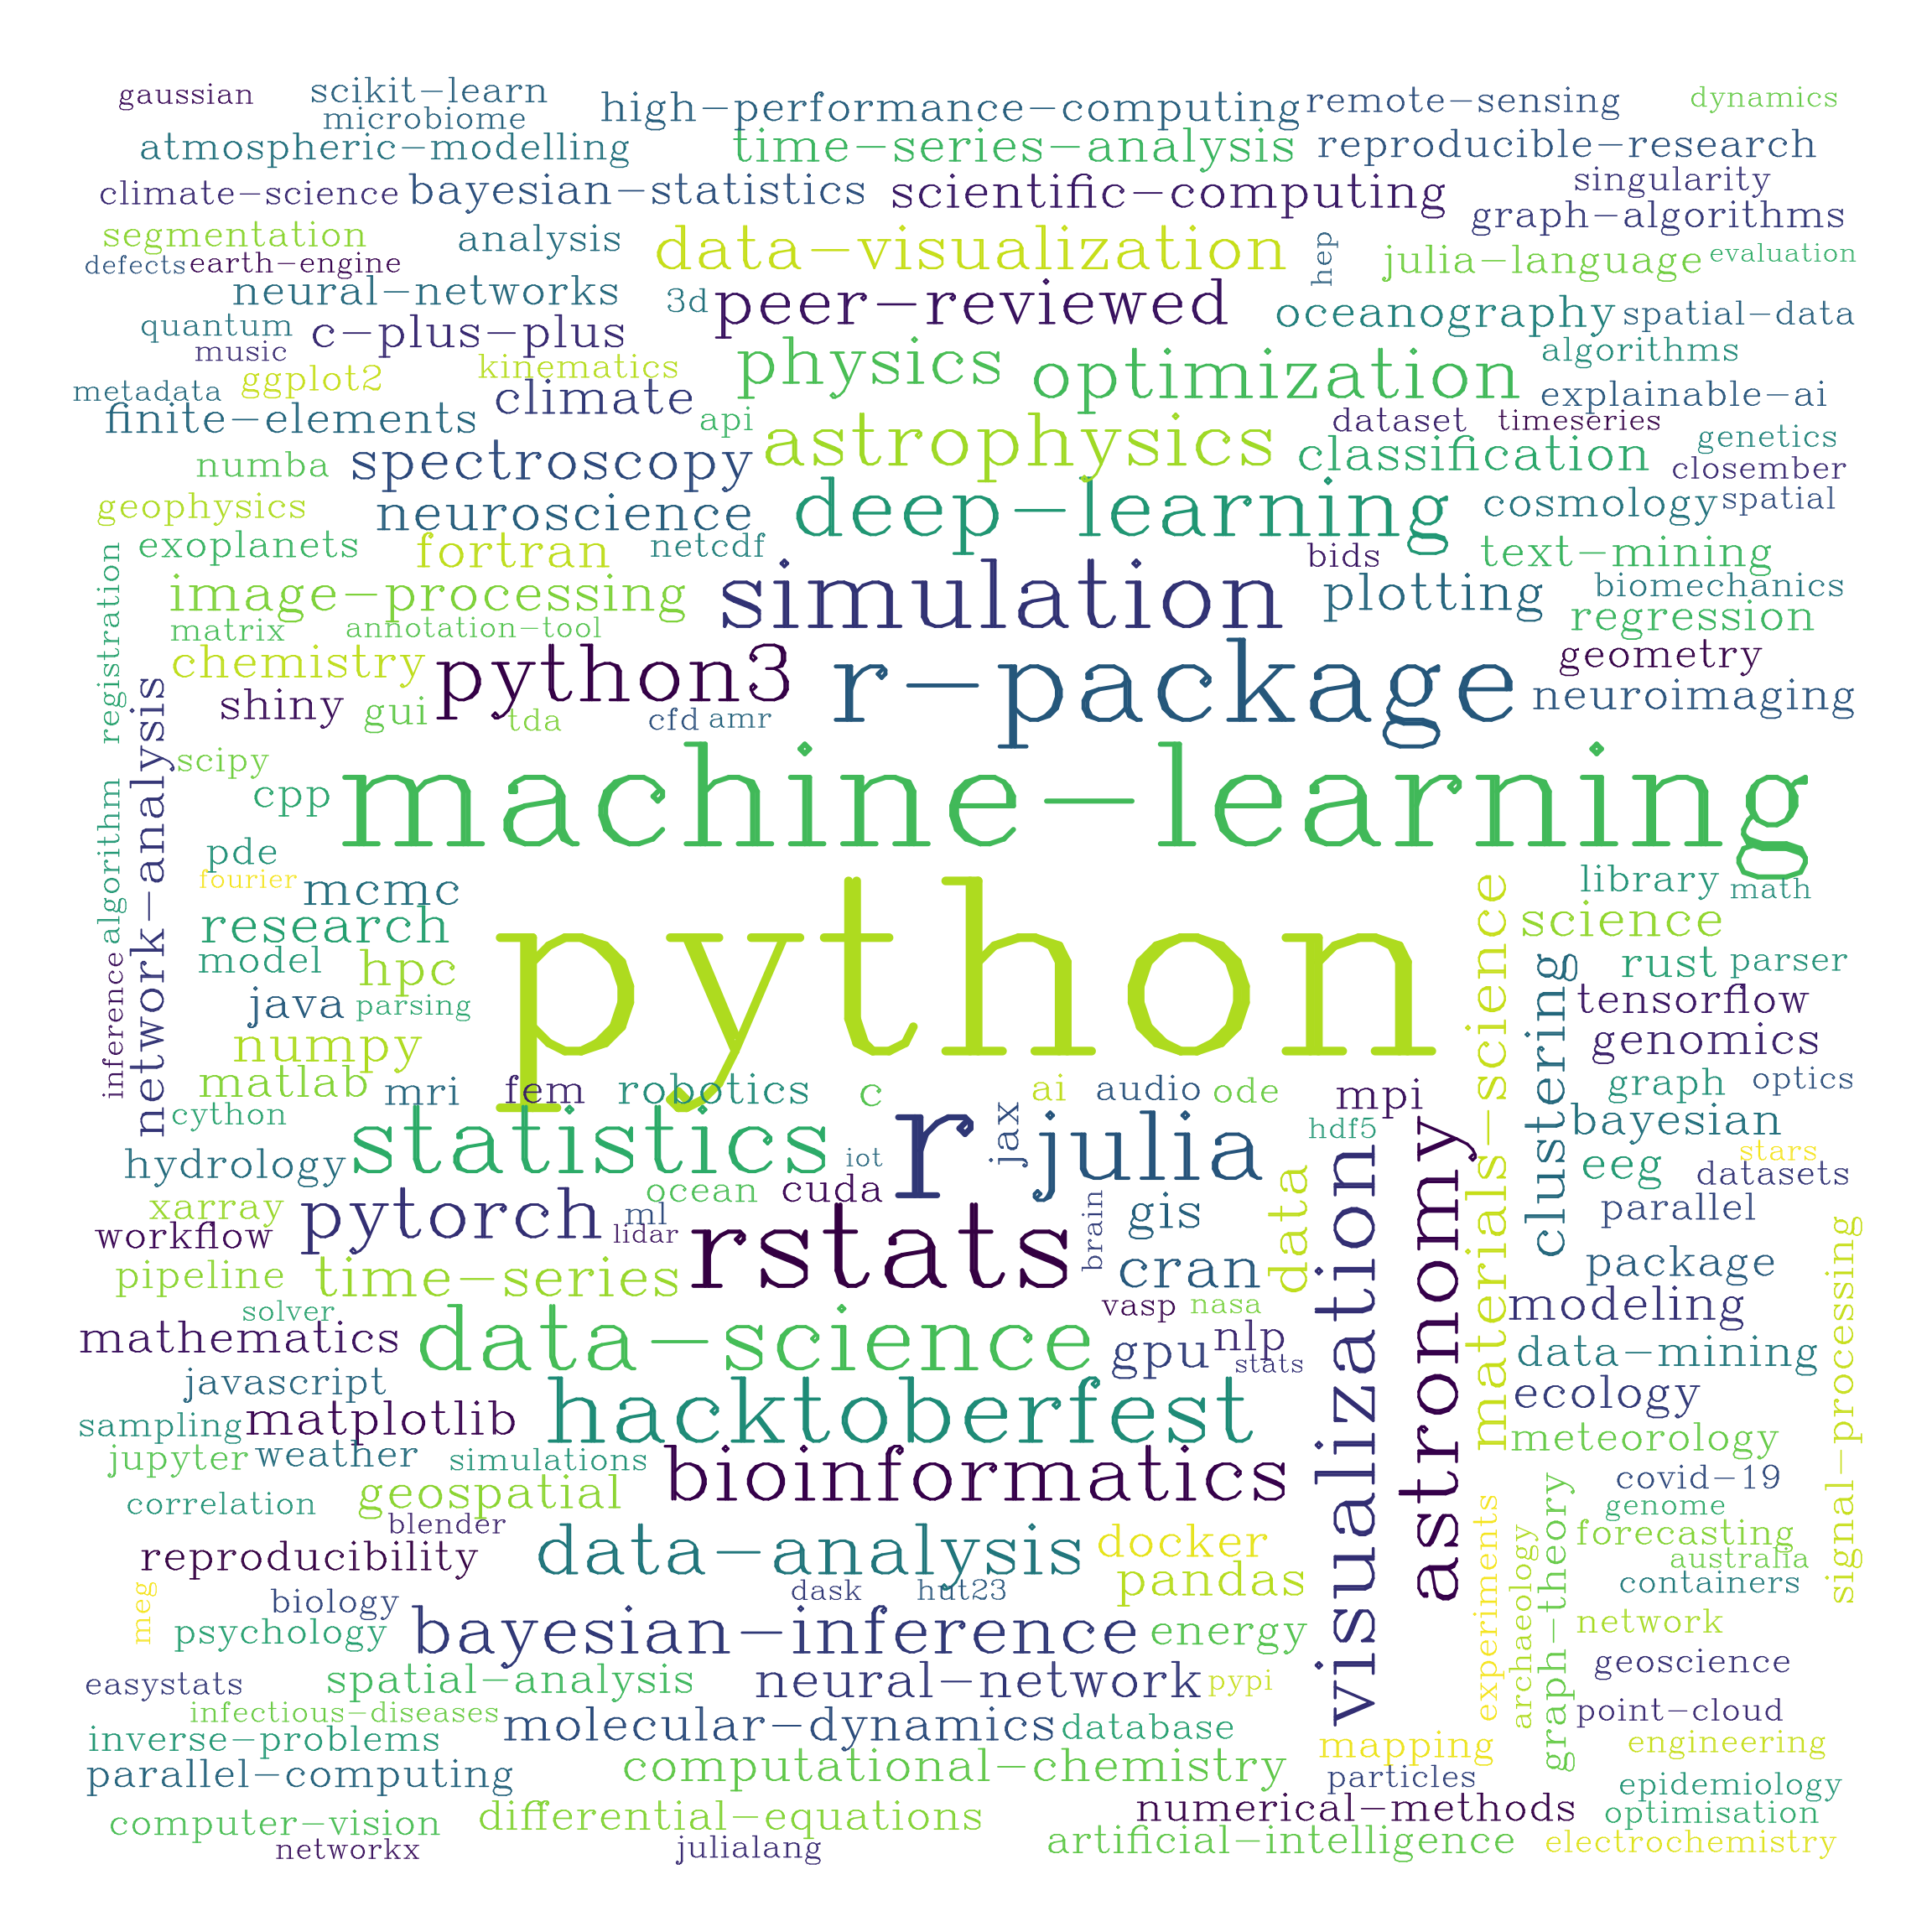 gaussian
scikit-learn
microbiome
high-performance-computing
remote-sensing
dynamics
atmospheric-modelling
time-series-analysis
reproducible-research
climate-science
bayesian-statistics
scientific-computing
singularity
graph-algorithms
segmentation
analysis
data-visualization
hep
julia-language
evaluation
defects
earth-engine
neural-networks
3d
peer-reviewed
oceanography
spatial-data
quantum
c-plus-plus
music
physics
optimization
algorithms
metadata
ggplot2
kinematics
climate
explainable-ai
finite-elements
api
astrophysics
dataset
timeseries
genetics
numba
spectroscopy
classification
closember
geophysics
neuroscience
deep-learning
cosmology
spatial
exoplanets
fortran
netcdf
bids
text-mining
registration
image-processing
simulation
plotting
biomechanics
matrix
annotation-tool
regression
chemistry
python3
r-package
geometry
shiny
gui
tda
cfd
amr
neuroimaging
network-analysis
scipy
machine-learning
cpp
algorithm
pde
fourier
mcmc
library
math
research
python
materials-science
science
model
hpc
clustering
rust
parser
inference
java
parsing
tensorflow
numpy
genomics
matlab
mri
fem
robotics
c
ai
audio
ode
mpi
graph
optics
cython
statistics
r
jax
julia
hdf5
bayesian
hydrology
iot
visualization
astronomy
stars
eeg
datasets
xarray
pytorch
ocean
cuda
ml
data
workflow
lidar
rstats
brain
gis
parallel
pipeline
time-series
cran
package
signal-processing
solver
vasp
nasa
modeling
mathematics
data-science
gpu
nlp
stats
data-mining
javascript
hacktoberfest
ecology
sampling
matplotlib
jupyter
weather
simulations
bioinformatics
meteorology
correlation
geospatial
covid-19
blender
genome
reproducibility
data-analysis
docker
pandas
experiments
archaeology
graph-theory
forecasting
australia
meg
biology
dask
hut23
containers
psychology
bayesian-inference
energy
network
easystats
spatial-analysis
neural-network
pypi
geoscience
infectious-diseases
inverse-problems
molecular-dynamics
database
point-cloud
parallel-computing
computational-chemistry
mapping
engineering
particles
epidemiology
computer-vision
differential-equations
numerical-methods
optimisation
networkx
julialang
artificial-intelligence
electrochemistry